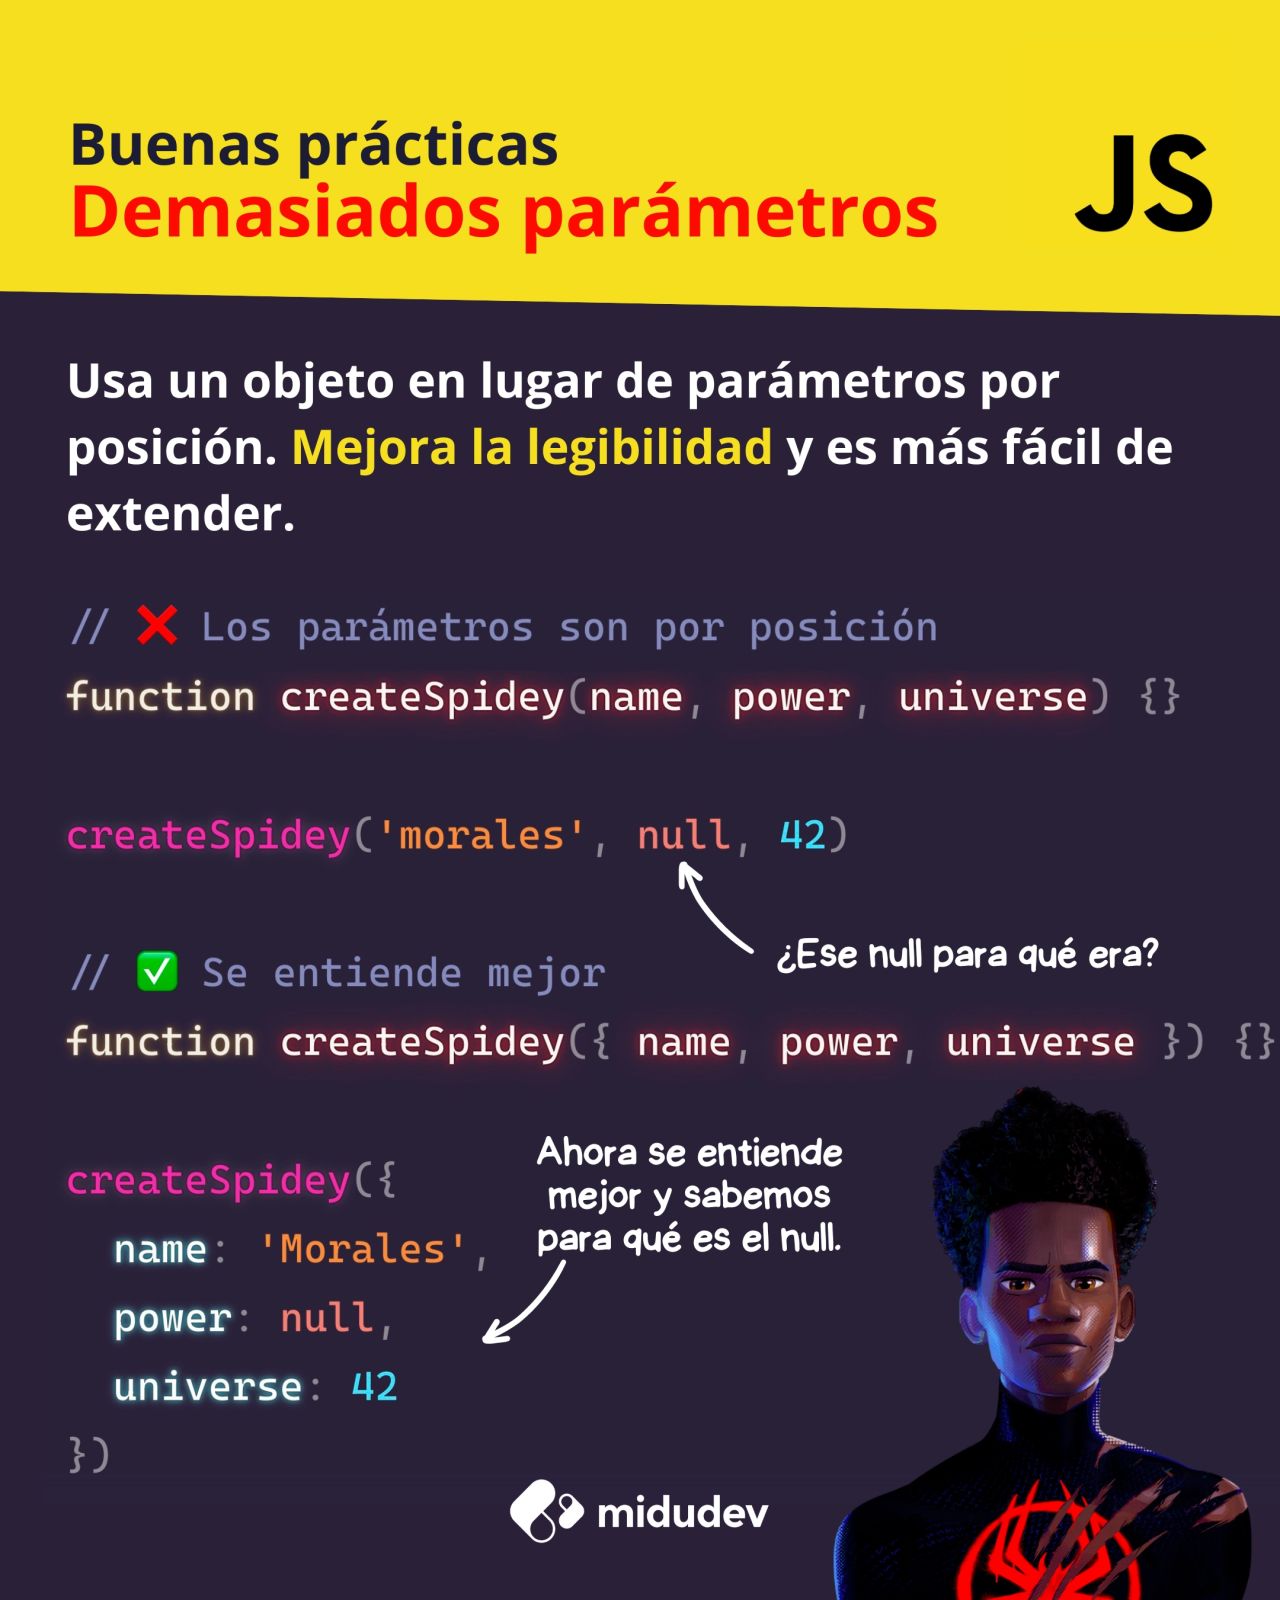 Buenas prácticas
Demasiados parámetros
JS
Usa un objeto en lugar de parámetros por
posición. Mejora la legibilidad y es más fácil de
extender.
// ❌ Los parámetros son por posición
function createSpidey(name, power, universe) {}
createSpidey('morales', null, 42)
¿Ese null para qué era?
// ✅ Se entiende mejor
function createSpidey({ name, power, universe }) {}
createSpidey({
name: 'Morales',
power: null,
universe: 42
})
Ahora se entiende
mejor y sabemos
para qué es el null.
midudev